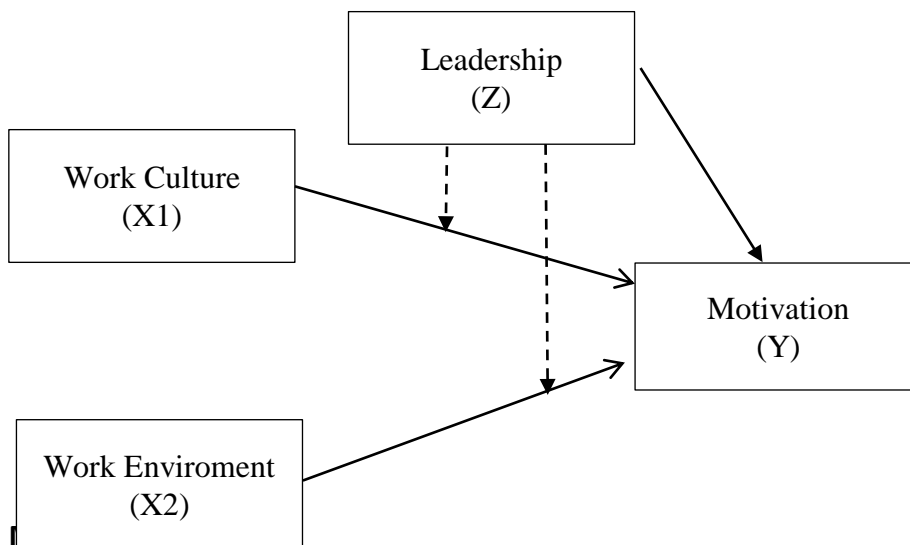 Leadership
(Z)
Work Culture
(X1)
Motivation
(Y)
Work Enviroment
(X2)